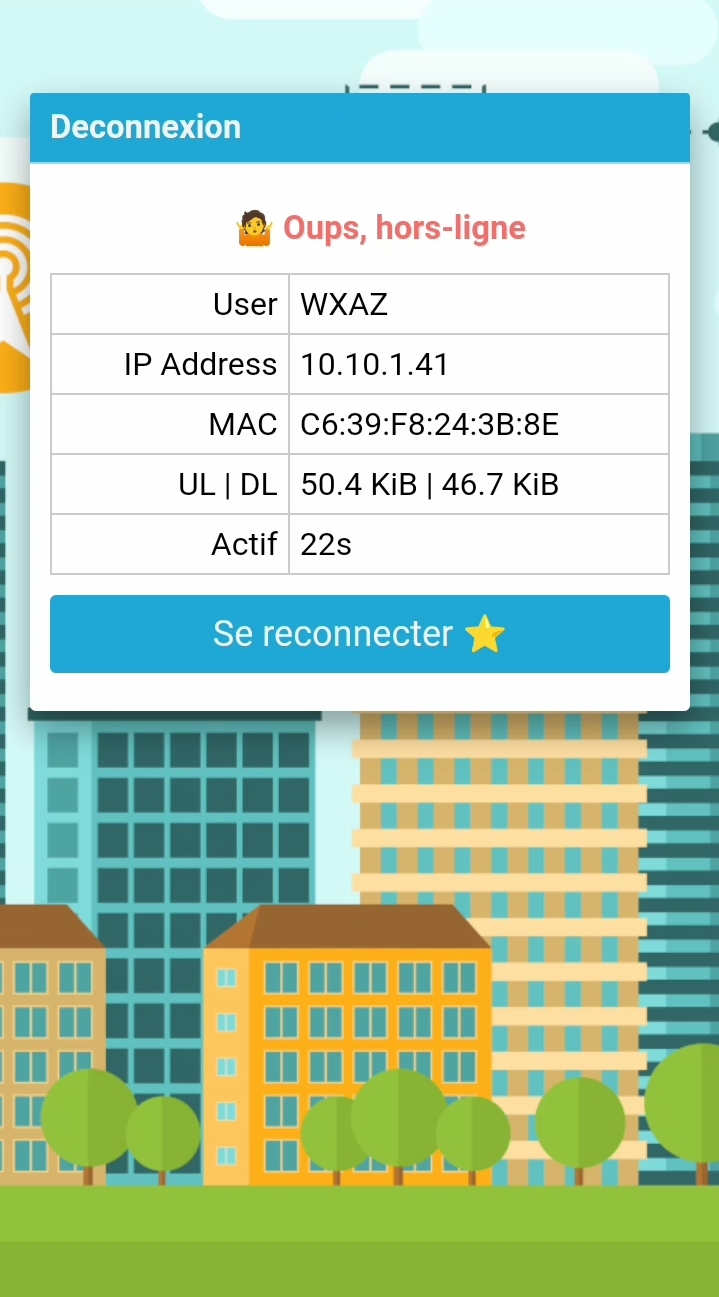 Deconnexion
🤷 Oups, hors-ligne
User WXAZ
IP Address 10.10.1.41
MAC C6:39:F8:24:3B:8E
UL | DL 50.4 KiB | 46.7 KiB
Actif 22s
Se reconnecter ⭐